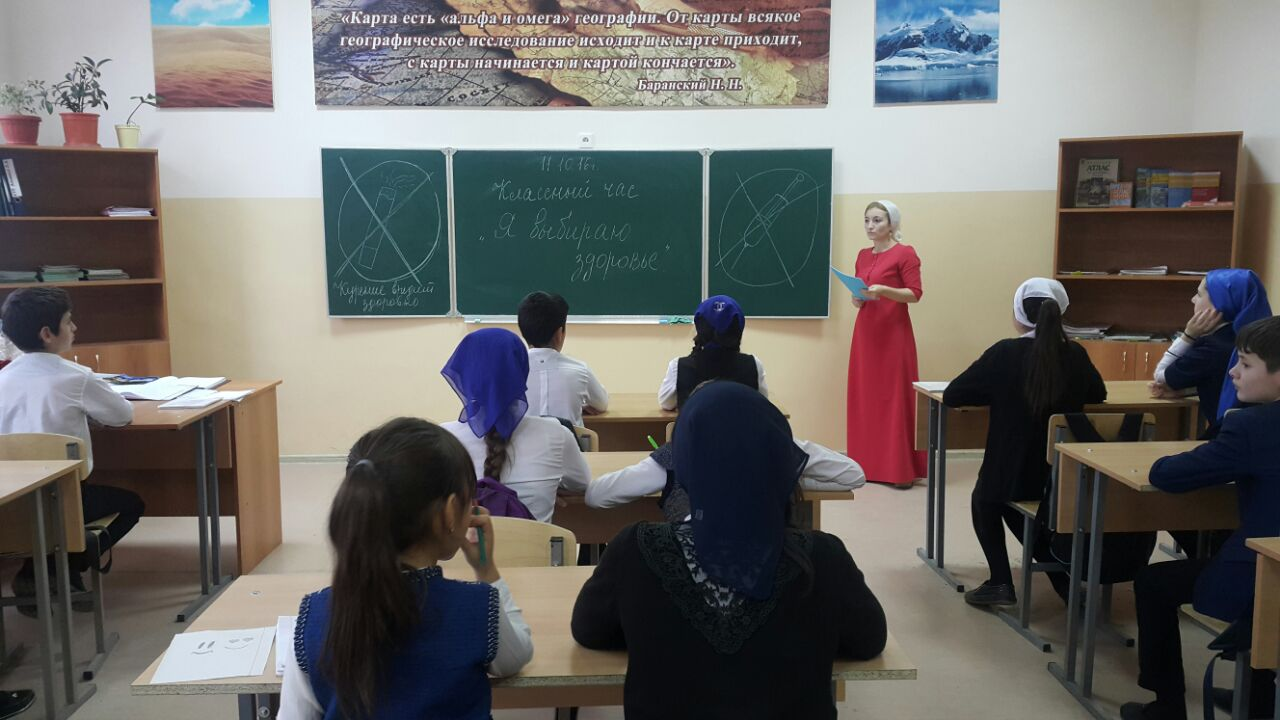 «Карта есть «альфа и омега» географии. От карты всякое
географическое исследование исходит и к карте приходит,
с карты начинается и картой кончается».
Баранский Н. Н.
11.10.16г.
Классный час
„Я выбираю
здоровье"
"Курение вредит
здоровью
АТЛАС